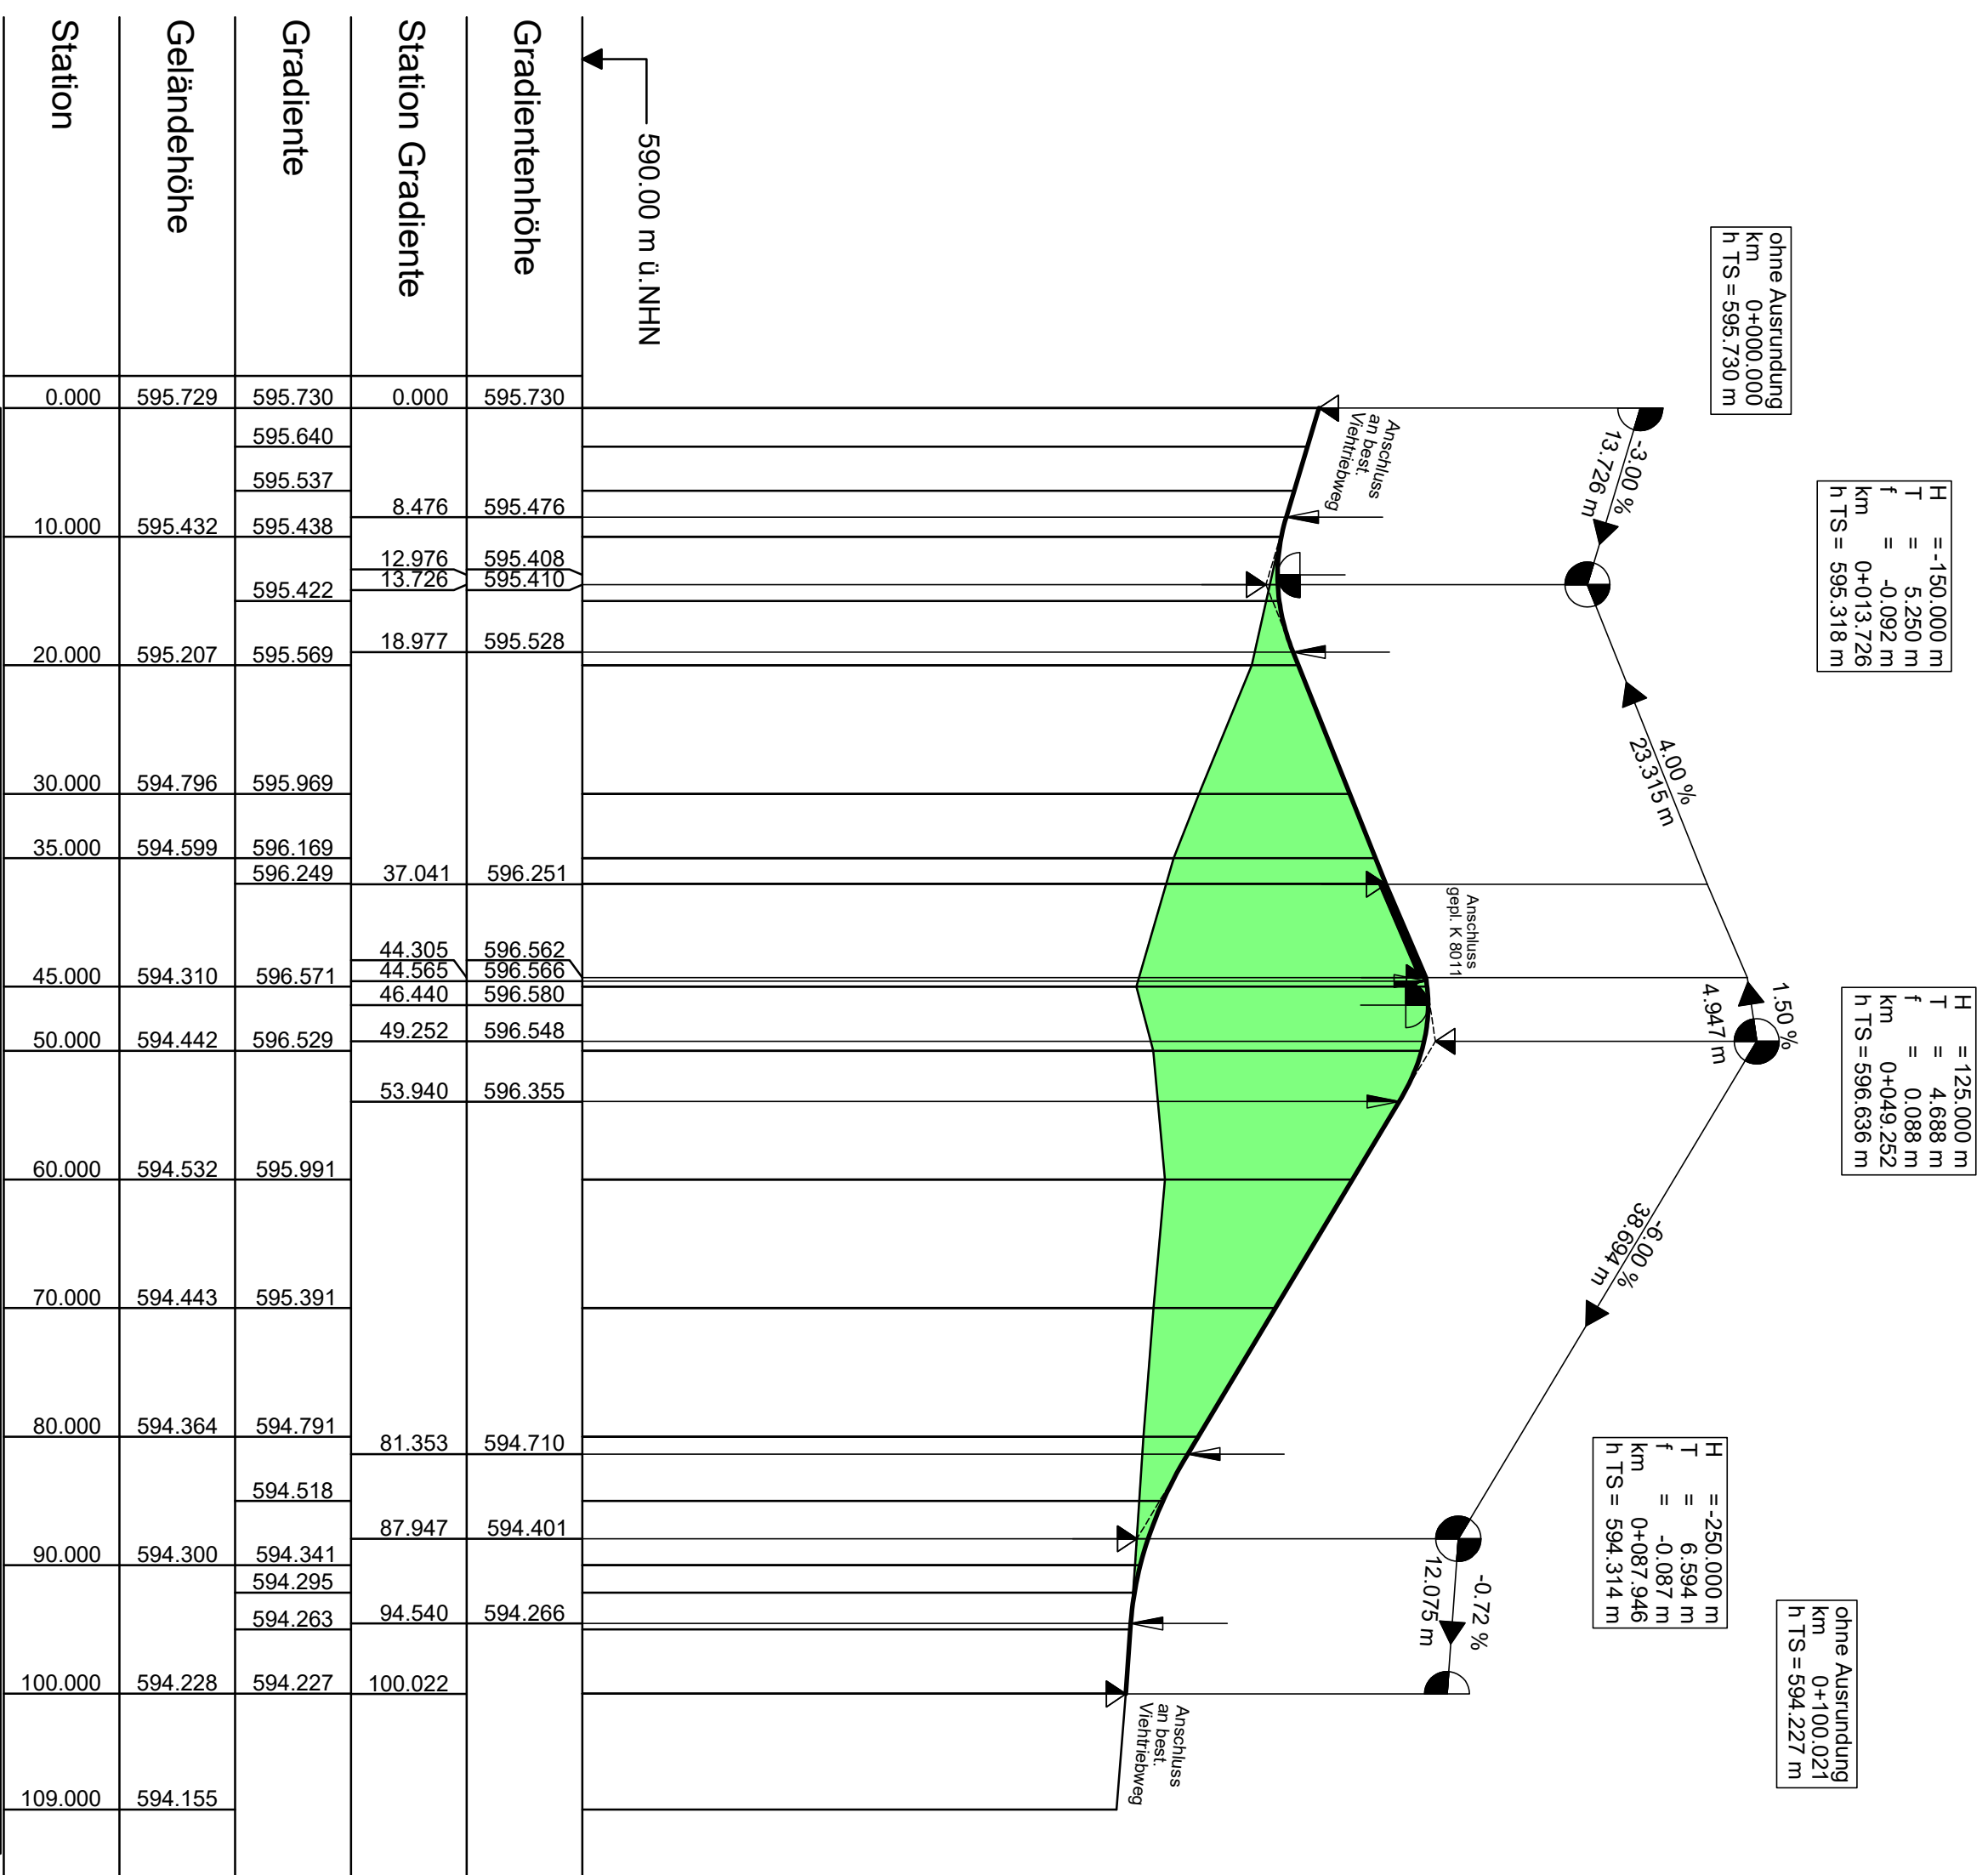 Gradientenhöhe
Station Gradiente
Gradiente
Geländehöhe
Station
590.00 m ü.NHN
ohne Ausrundung
km 0+000.000
h TS = 595.730 m
H = -150.000 m
T = 5.250 m
f = -0.092 m
km 0+013.726
h TS = 595.318 m
H = 125.000 m
T = 4.688 m
f = 0.088 m
km 0+049.252
h TS = 596.636 m
H = -250.000 m
T = 6.594 m
f = -0.087 m
km 0+087.946
h TS = 594.314 m
ohne Ausrundung
km 0+100.021
h TS = 594.227 m
-3.00 %
13.726 m
4.00 %
23.315 m
1.50 %
4.947 m
-6.00 %
38.694 m
-0.72 %
12.075 m
Anschluss
an best.
Viehtriebweg
Anschluss
gepl. K 8011
Anschluss
an best.
Viehtriebweg
0.000 595.729 595.730 0.000 595.730
595.640
595.537
8.476 595.476
10.000 595.432 595.438
12.976 595.408
13.726 595.410
595.422
18.977 595.528
20.000 595.207 595.569
30.000 594.796 595.969
35.000 594.599 596.169
596.249 37.041 596.251
44.305 596.562
44.565 596.566
45.000 594.310 596.571
46.440 596.580
49.252 596.548
50.000 594.442 596.529
53.940 596.355
60.000 594.532 595.991
70.000 594.443 595.391
80.000 594.364 594.791
81.353 594.710
594.518
87.947 594.401
90.000 594.300 594.341
594.295
594.263 94.540 594.266
100.000 594.228 594.227 100.022
109.000 594.155